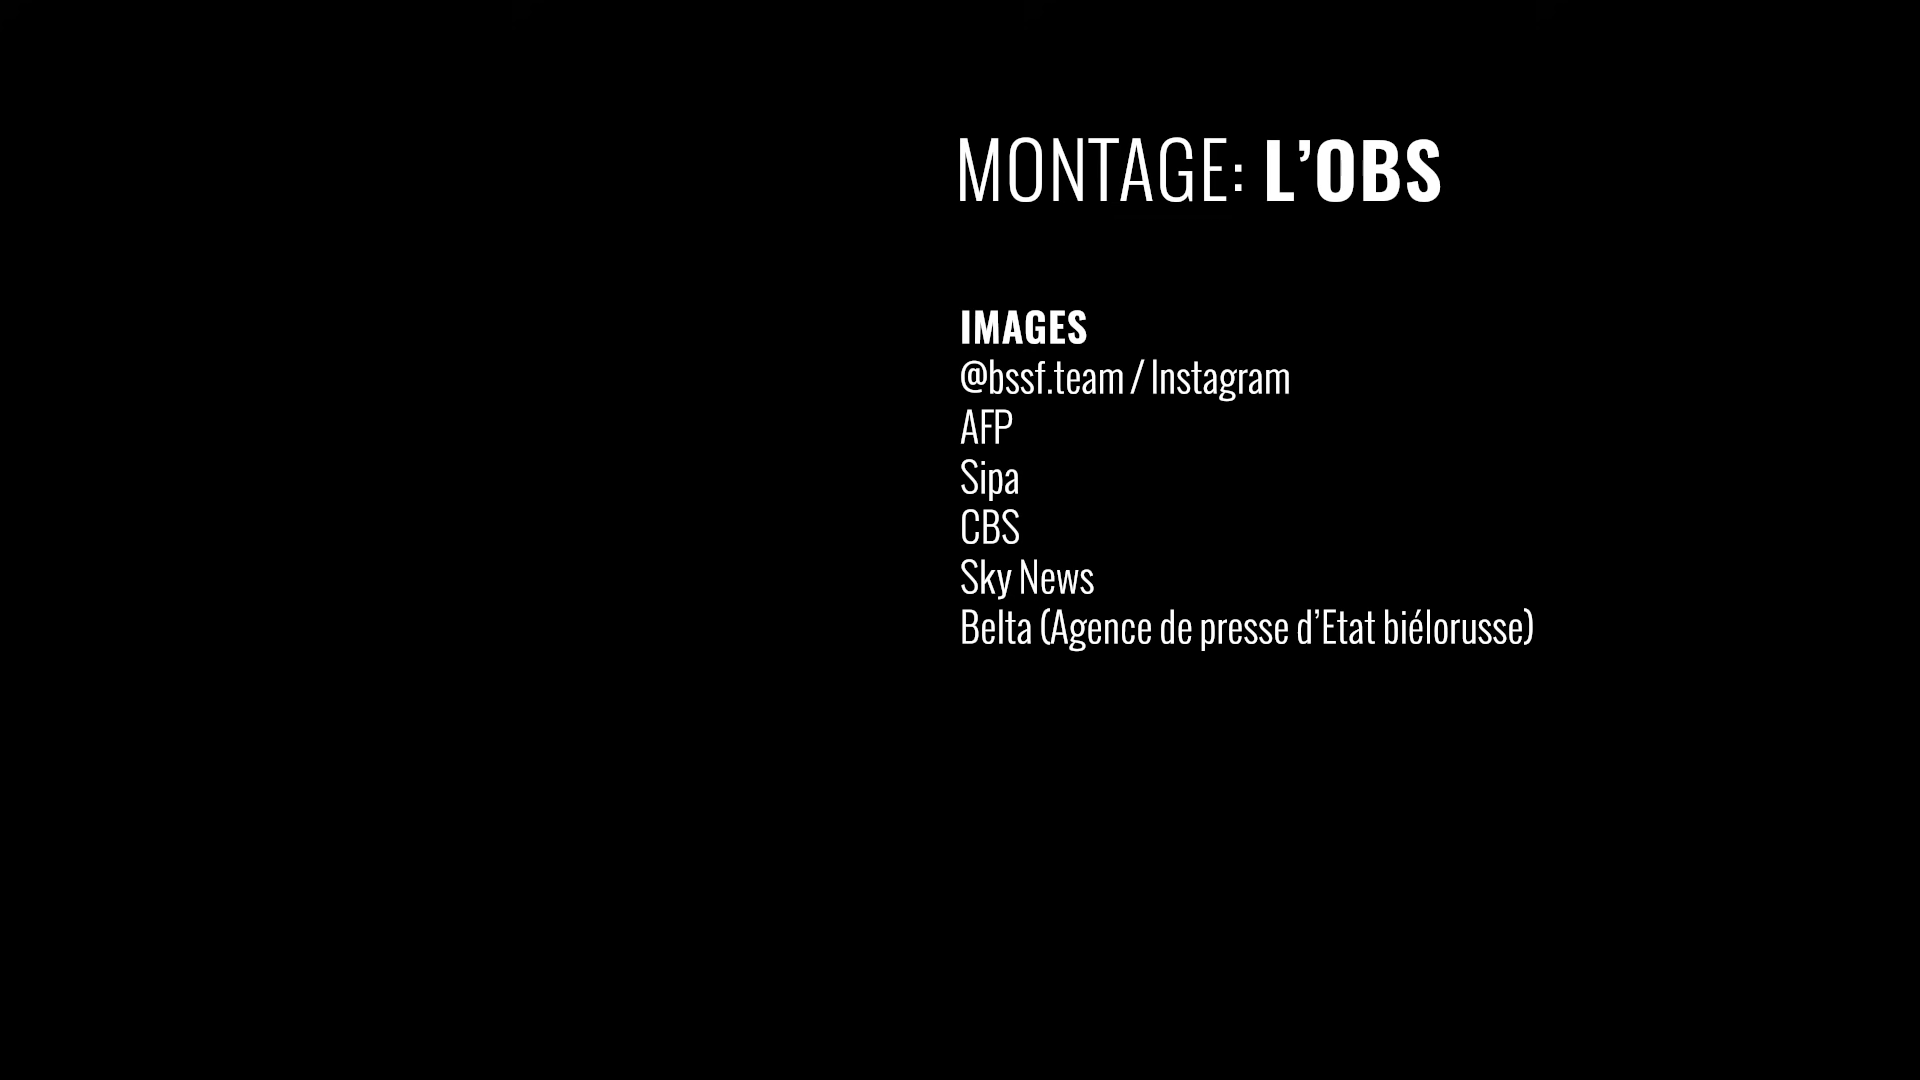 MONTAGE: L’OBS
IMAGES
@bssf.team / Instagram
AFP
Sipa
CBS
Sky News
Belta (Agence de presse d’Etat biélorusse)